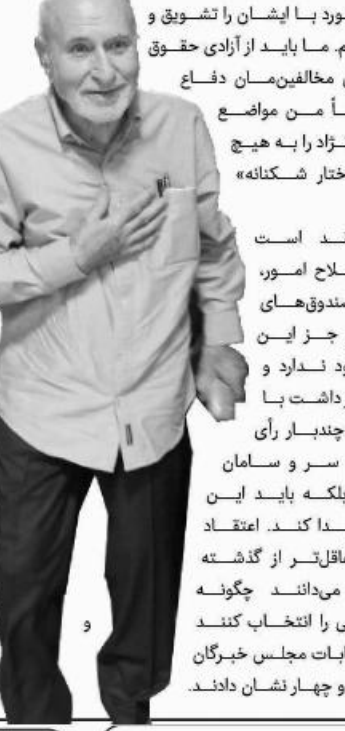 ورد با ایشان را تشویق و
م. ما باید از آزادی حقوق
مخالفین‌مان دفاع
اً من مواضع
نژاد را به هیچ
ختار شکنانه»
ند است
لاح امور،
صندوق‌های
جز این
ود ندارد و
داشت با
چندبار رأی
سر و سامان
بلکه باید این
دا کند. اعتقاد
عاقل‌تر از گذشته
می‌دانند چگونه
ی را انتخاب کنند و
ابات مجلس خبرگان
و چهار نشان دادند.